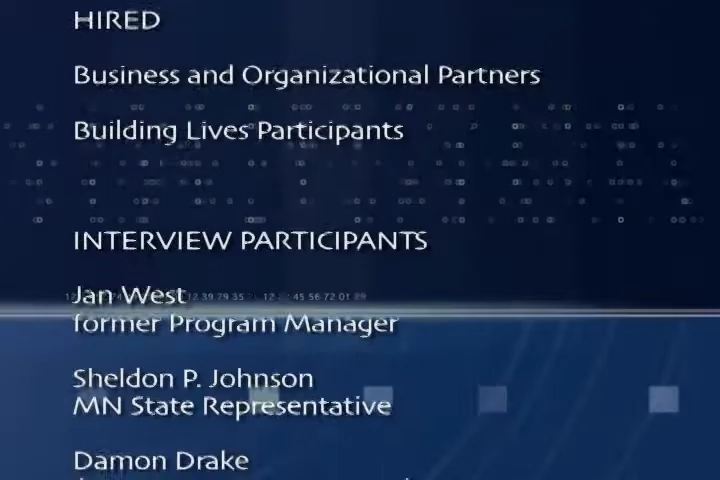 HIRED
Business and Organizational Partners
Building Lives Participants
INTERVIEW PARTICIPANTS
Jan West
former Program Manager
Sheldon P. Johnson
MN State Representative
Damon Drake